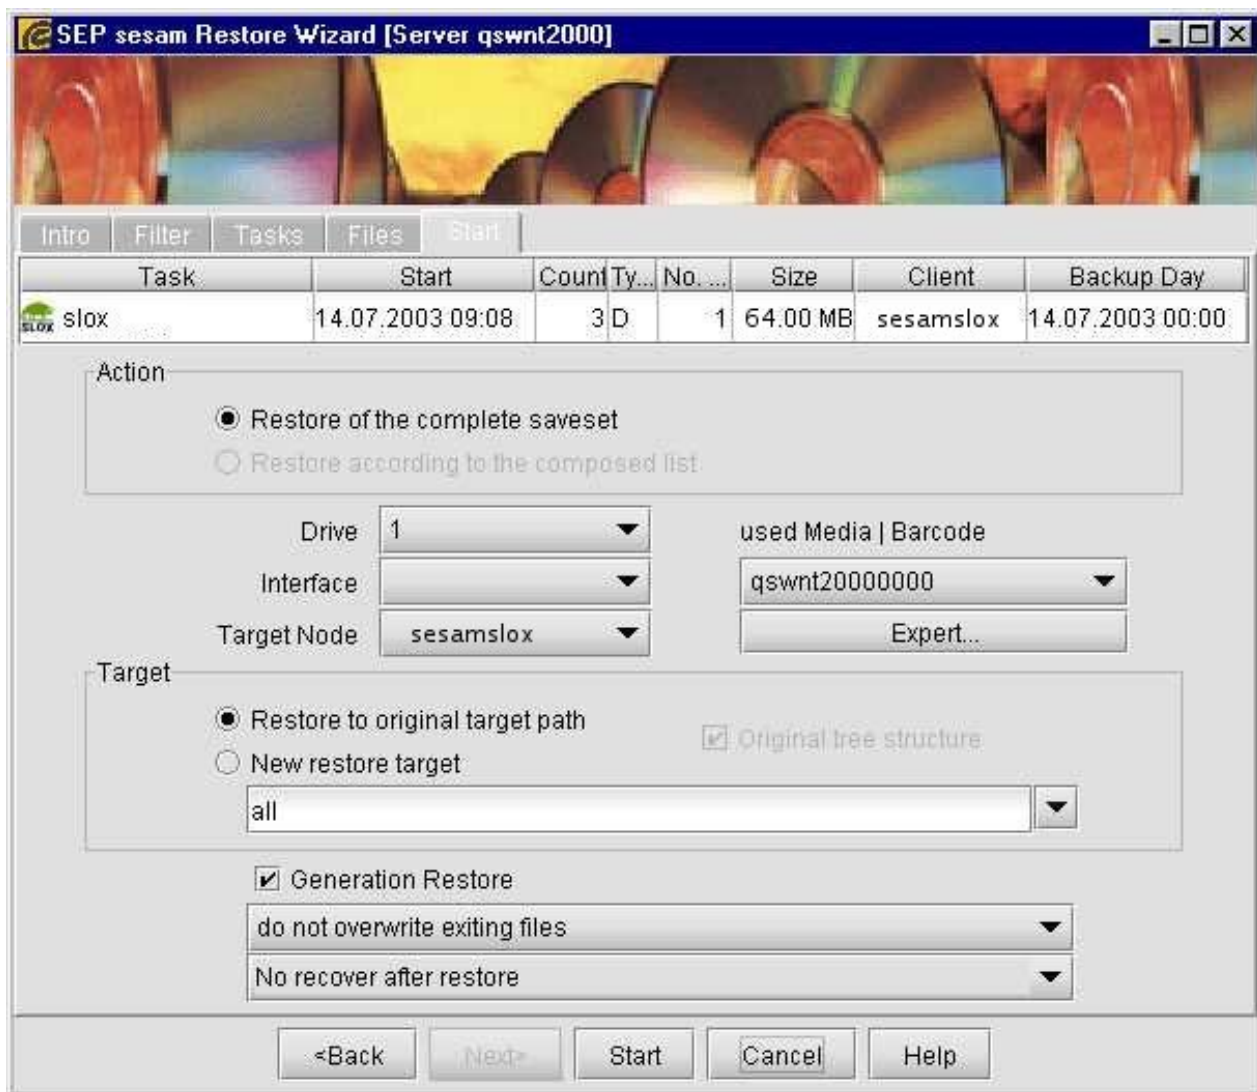 SEP sesam Restore Wizard [Server qswnt2000]
Intro Filter Tasks Files Start
Task Start Count Ty... No. ... Size Client Backup Day
SLOX slox 14.07.2003 09:08 3 D 1 64.00 MB sesamslox 14.07.2003 00:00
Action
Restore of the complete saveset
Restore according to the composed list
Drive 1 used Media | Barcode
Interface qswnt20000000
Target Node sesamslox Expert...
Target
Restore to original target path Original tree structure
New restore target
all
Generation Restore
do not overwrite exiting files
No recover after restore
<Back Next> Start Cancel Help